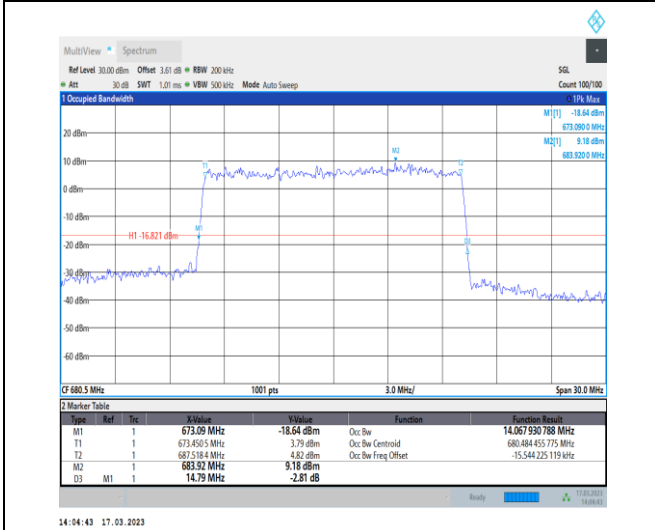 MultiView Spectrum
Ref Level 30.00 dBm Offset 3.61 dB RBW 200 kHz SGL
Att 30 dB SWT 1.01 ms VBW 500 kHz Mode Auto Sweep Count 100/100
1 Occupied Bandwidth 1Pk Max
M1[1] -18.64 dBm
673.0900 MHz
M2[1] 9.18 dBm
683.9200 MHz
20 dBm
M2
10 dBm
T1
T2
0 dBm
-10 dBm
M1
H1 -16.821 dBm
D3
-20 dBm
-30 dBm
-40 dBm
-50 dBm
-60 dBm
CF 680.5 MHz 1001 pts 3.0 MHz/ Span 30.0 MHz
2 Marker Table
Type Ref Trc X-Value Y-Value Function Function Result
M1 1 673.09 MHz -18.64 dBm Occ Bw 14.067 930 788 MHz
T1 1 673.450 5 MHz 3.79 dBm Occ Bw Centroid 680.484 455 775 MHz
T2 1 687.518 4 MHz 4.82 dBm Occ Bw Freq Offset -15.544 225 119 kHz
M2 1 683.92 MHz 9.18 dBm
D3 M1 1 14.79 MHz -2.81 dB
Ready 17.03.2023
14:04:43
14:04:43 17.03.2023